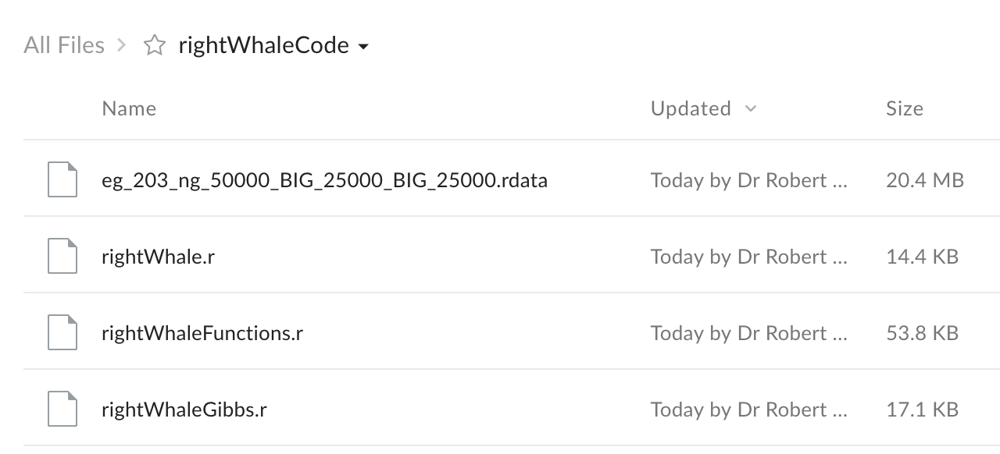 All Files > rightWhaleCode
Name Updated Size
eg_203_ng_50000_BIG_25000_BIG_25000.rdata Today by Dr Robert ... 20.4 MB
rightWhale.r Today by Dr Robert ... 14.4 KB
rightWhaleFunctions.r Today by Dr Robert ... 53.8 KB
rightWhaleGibbs.r Today by Dr Robert ... 17.1 KB